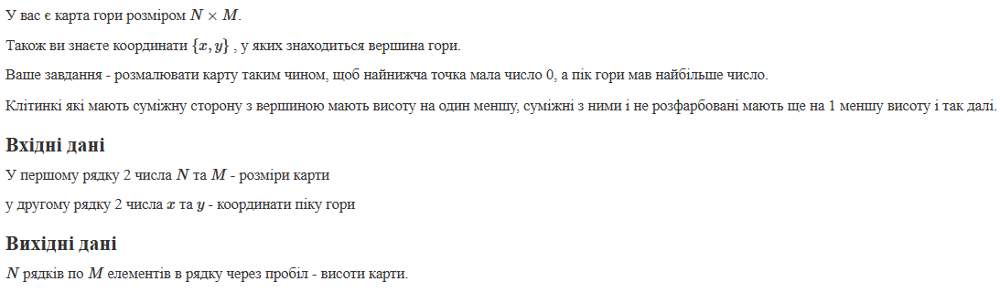 У вас є карта гори розміром N × M.
Також ви знаєте координати {x, y} , у яких знаходиться вершина гори.
Ваше завдання - розмалювати карту таким чином, щоб найнижча точка мала число 0, а пік гори мав найбільше число.
Клітинкі які мають суміжну сторону з вершиною мають висоту на один меншу, суміжні з ними і не розфарбовані мають ще на 1 меншу висоту і так далі.
Вхідні дані
У першому рядку 2 числа N та M - розміри карти
у другому рядку 2 числа x та y - координати піку гори
Вихідні дані
N рядків по M елементів в рядку через пробіл - висоти карти.